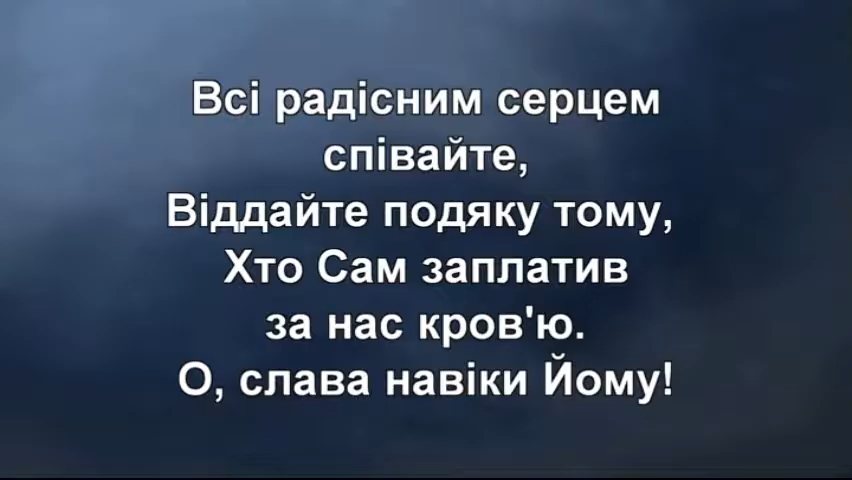 Всі радісним серцем
співайте,
Віддайте подяку тому,
Хто Сам заплатив
за нас кров'ю.
О, слава навіки Йому!